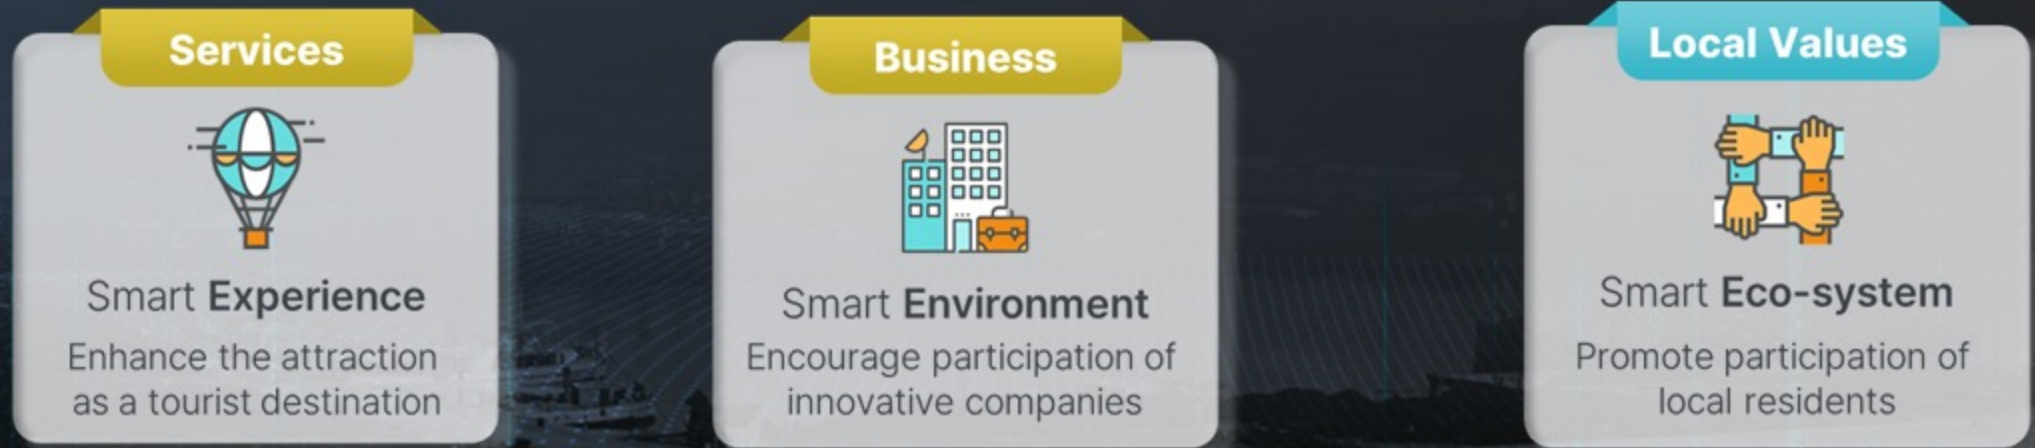 Services
Smart Experience
Enhance the attraction
as a tourist destination
Business
Smart Environment
Encourage participation of
innovative companies
Local Values
Smart Eco-system
Promote participation of
local residents